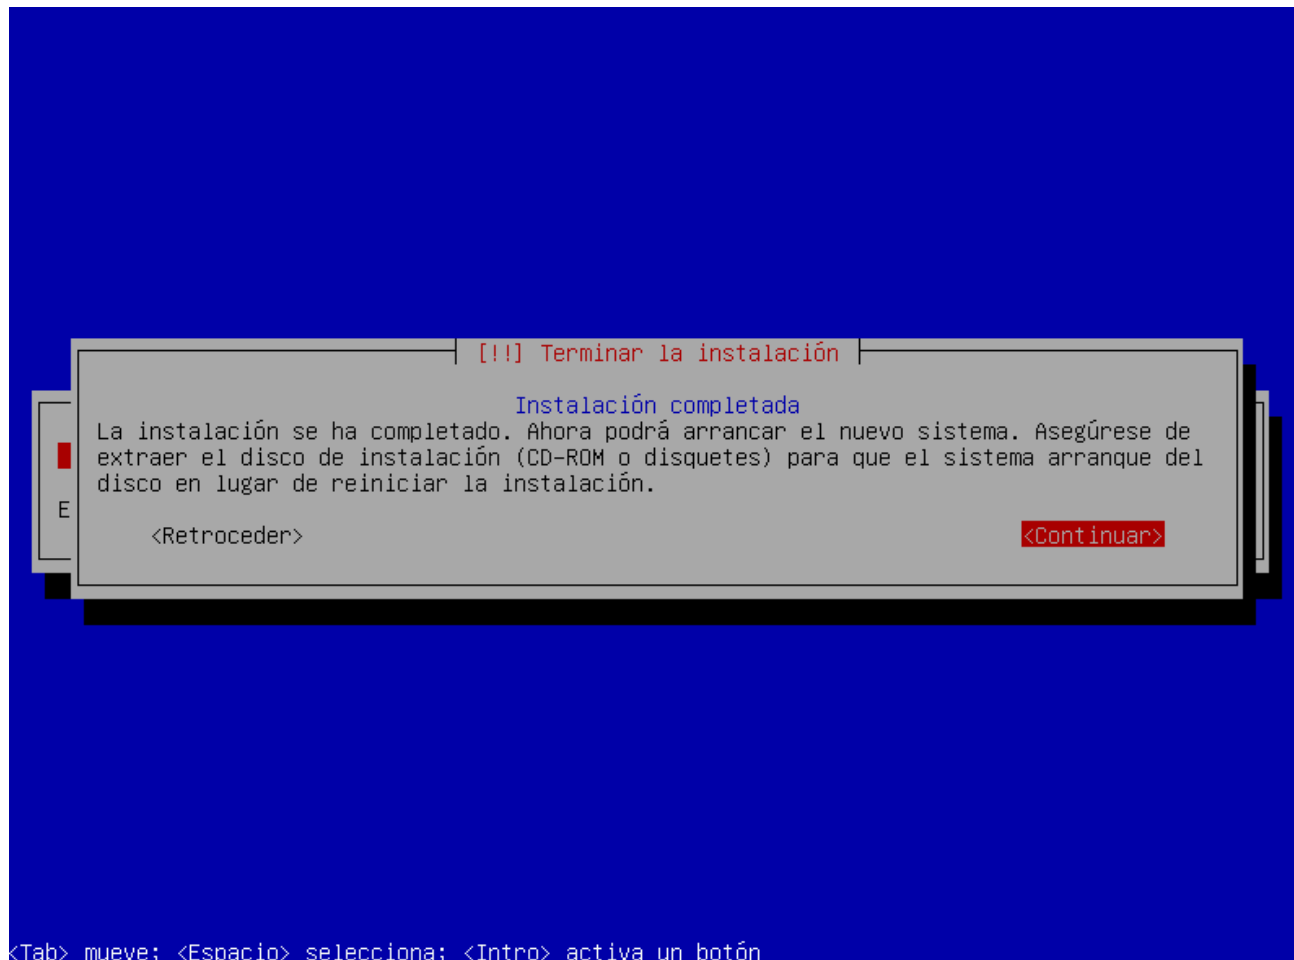 [!!] Terminar la instalación
Instalación completada
La instalación se ha completado. Ahora podrá arrancar el nuevo sistema. Asegúrese de
extraer el disco de instalación (CD-ROM o disquetes) para que el sistema arranque del
disco en lugar de reiniciar la instalación.
E
<Retroceder> <Continuar>
<Tab> mueve; <Espacio> selecciona; <Intro> activa un botón